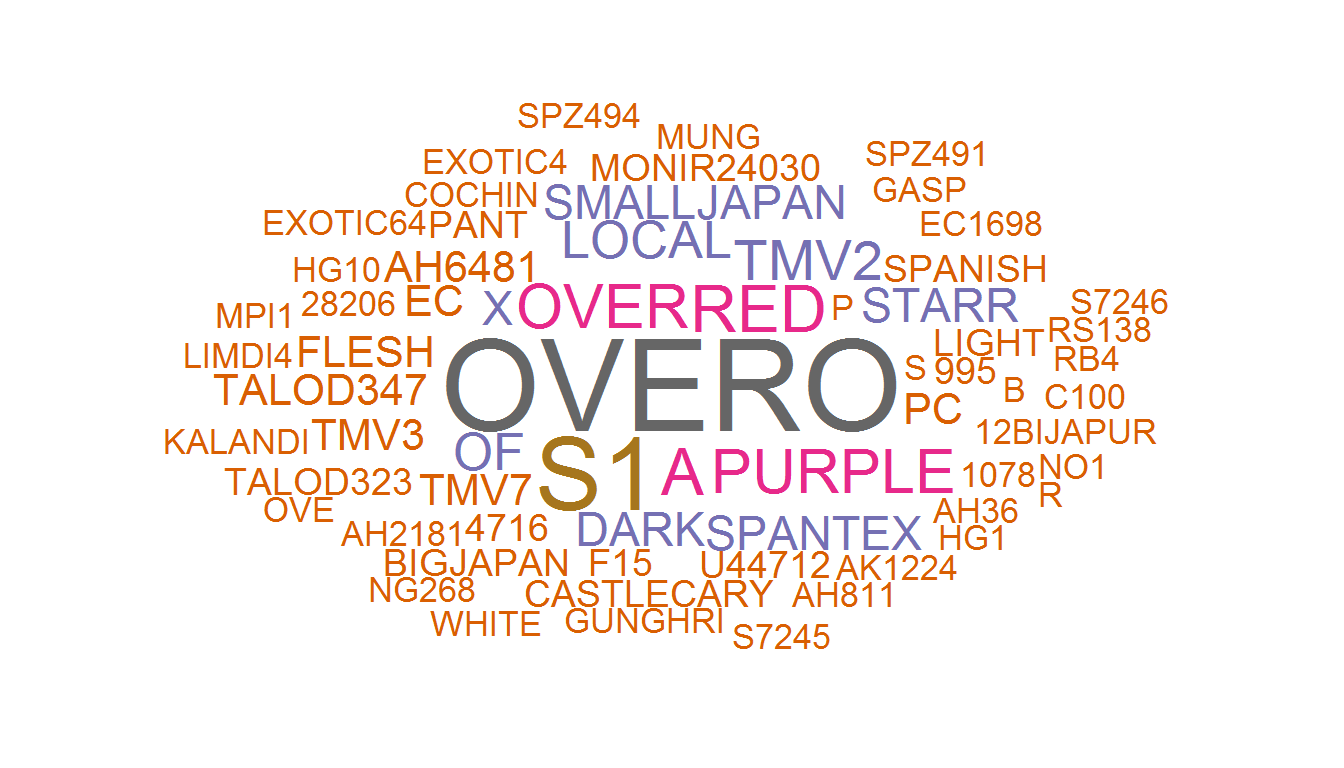 SPZ494
MUNG
SPZ491
EXOTIC4 MONIR24030
COCHIN SMALLJAPAN GASP
EXOTIC64 PANT LOCAL EC1698
HG10 AH6481 TMV2 SPANISH
MPI1 28206 EC X OVERRED P STARR S7246
LIMDI4 FLESH LIGHT RS138
TALOD347 OVERO S 995 B RB4
PC C100
KALANDI TMV3 OF 12BIJAPUR
TALOD323 TMV7 S1 A PURPLE 1078 NO1
OVE R
AH2181 4716 DARK SPANTEX AH36
HG1
BIGJAPAN F15 U44712 AK1224
NG268 CASTLECARY AH811
WHITE GUNGHRI S7245